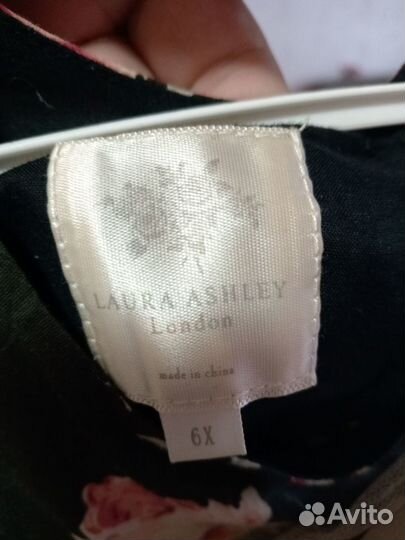 LAURA ASHLEY
London
made in china
6X
Avito